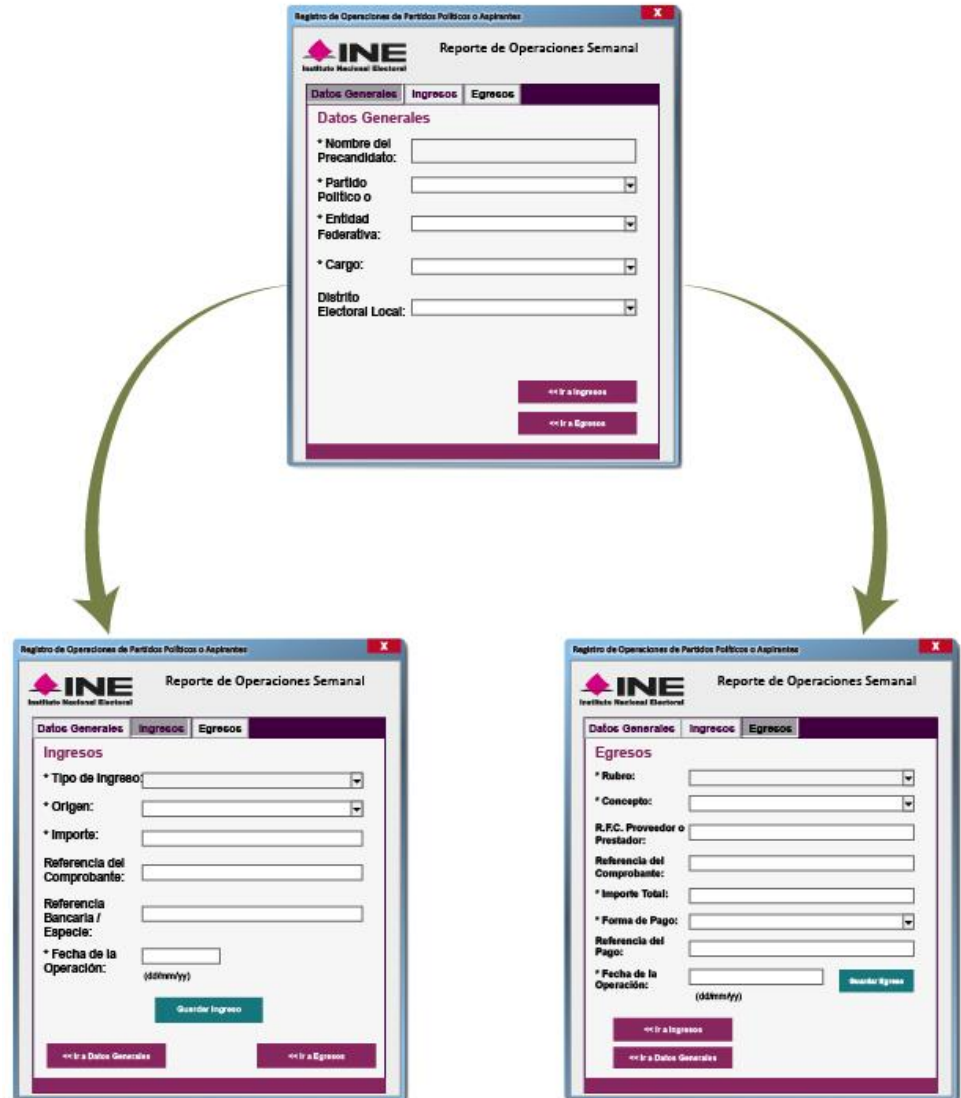 Registro de Operaciones de Partidos Políticos o Aspirantes
X
INE
Instituto Nacional Electoral
Reporte de Operaciones Semanal
Datos Generales Ingresos Egresos
Datos Generales
* Nombre del
Precandidato:
* Partido
Político o
* Entidad
Federativa:
* Cargo:
Distrito
Electoral Local:
<< Ir a Ingresos
<< Ir a Egresos
Registro de Operaciones de Partidos Políticos o Aspirantes
X
INE
Instituto Nacional Electoral
Reporte de Operaciones Semanal
Datos Generales Ingresos Egresos
Ingresos
* Tipo de Ingreso:
* Origen:
* Importe:
Referencia del
Comprobante:
Referencia
Bancaria /
Especie:
* Fecha de la
Operación:
(dd/mm/yy)
Guardar Ingreso
<< Ir a Datos Generales
<< Ir a Egresos
Registro de Operaciones de Partidos Políticos o Aspirantes
X
INE
Instituto Nacional Electoral
Reporte de Operaciones Semanal
Datos Generales Ingresos Egresos
Egresos
* Rubro:
* Concepto:
R.F.C. Proveedor o
Prestador:
Referencia del
Comprobante:
* Importe Total:
* Forma de Pago:
Referencia del
Pago:
* Fecha de la
Operación:
(dd/mm/yy)
Guardar Egreso
<< Ir a Ingresos
<< Ir a Datos Generales